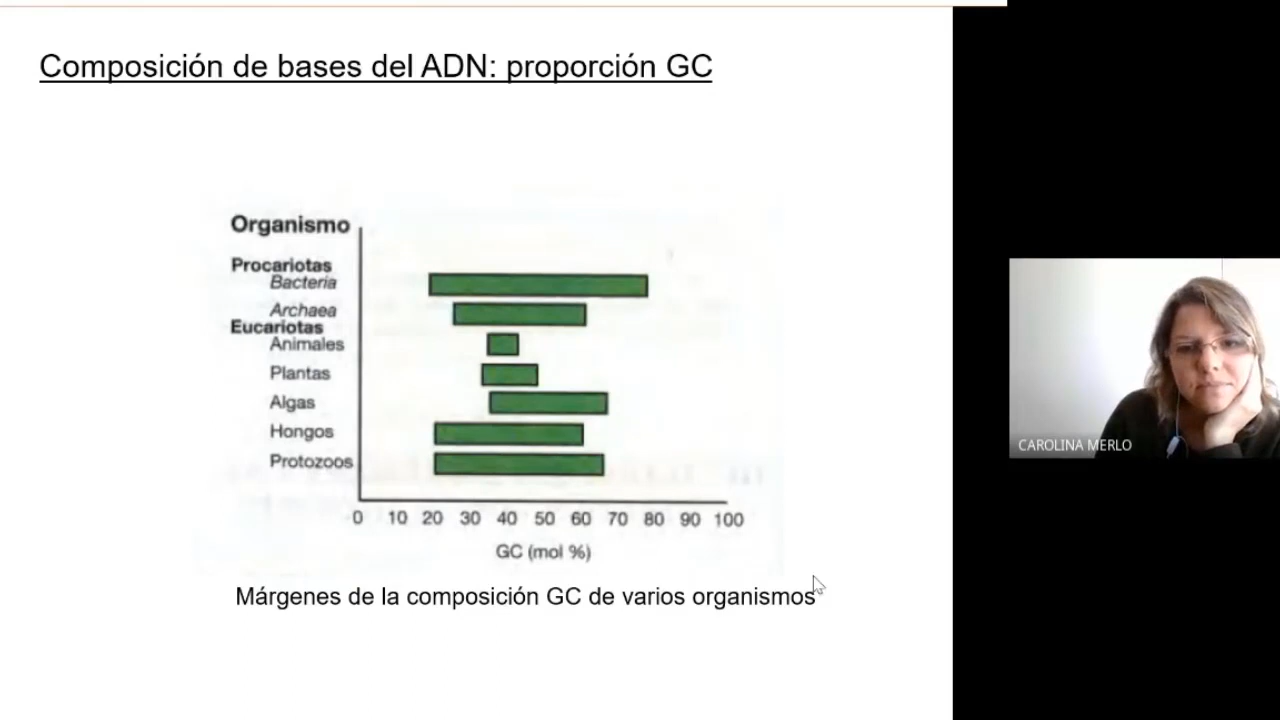 Composición de bases del ADN: proporción GC
Organismo
Procariotas
Bacteria
Archaea
Eucariotas
Animales
Plantas
Algas
Hongos
Protozoos
0 10 20 30 40 50 60 70 80 90 100
GC (mol %)
Márgenes de la composición GC de varios organismos
CAROLINA MERLO